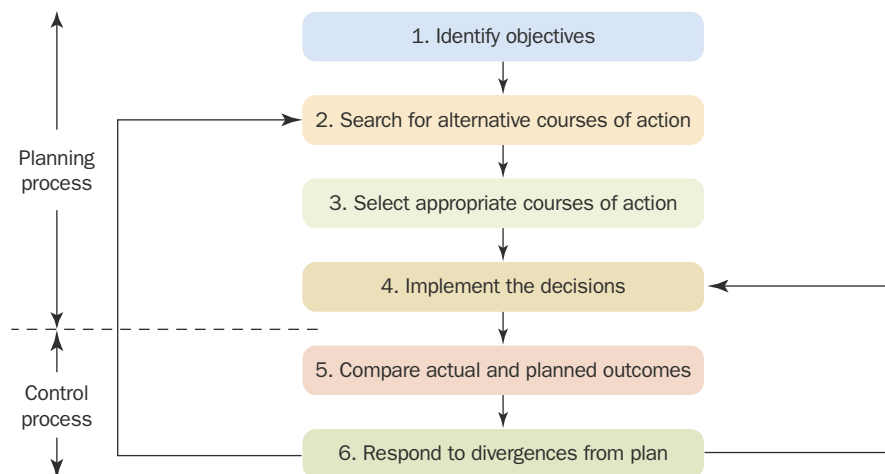 1. Identify objectives
2. Search for alternative courses of action
Planning
process
3. Select appropriate courses of action
4. Implement the decisions
5. Compare actual and planned outcomes
Control
process
6. Respond to divergences from plan